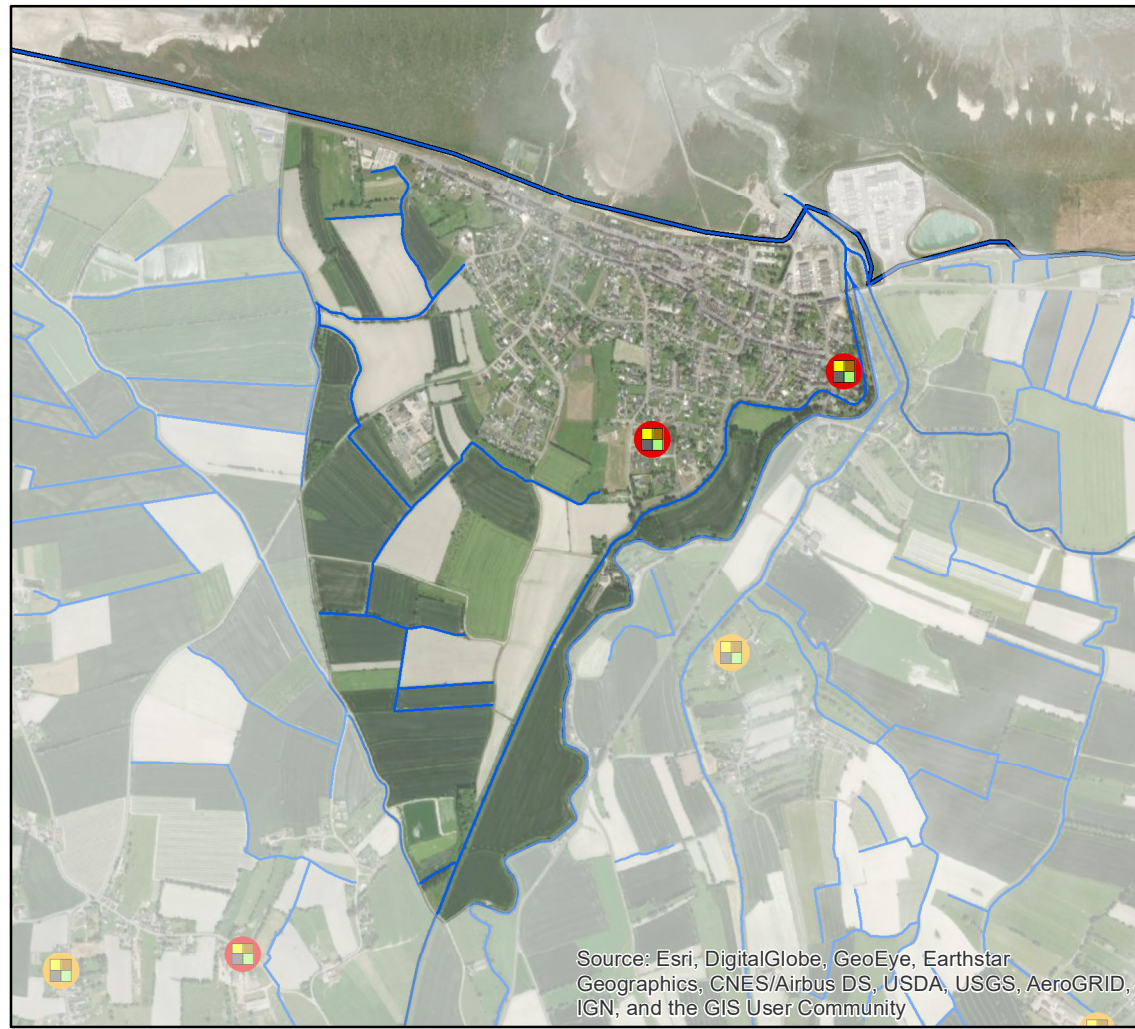 Source: Esri, DigitalGlobe, GeoEye, Earthstar
Geographics, CNES/Airbus DS, USDA, USGS, AeroGRID,
IGN, and the GIS User Community